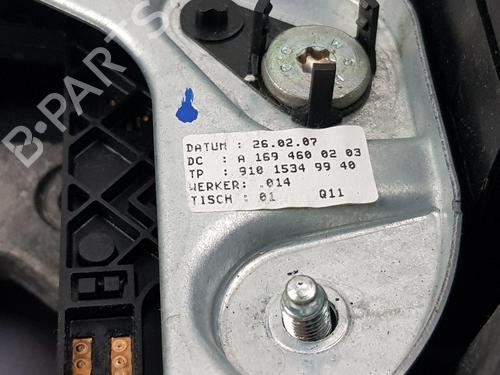 B-PARTS
DATUM : 26.02.07
DC : A 169 460 02 03
TP : 910 1534 99 40
WERKER: 014
TISCH : 01 Q11